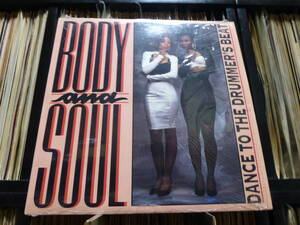 BODY
and
SOUL
DANCE TO THE DRUMMER'S BEAT